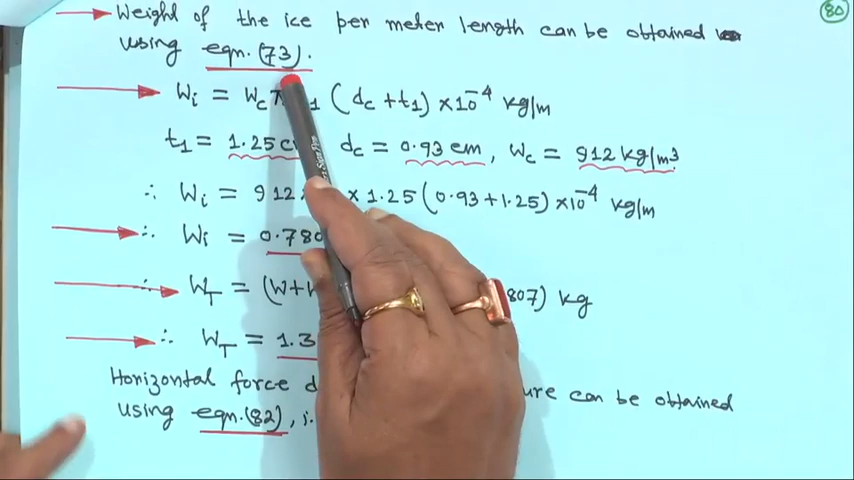 80
→ Weight of the ice per meter length can be obtained
using eqn.(73).
→ Wi = Wc 1 (dc + t1) × 10⁻⁴ kg/m
t1 = 1.25 c dc = 0.93 cm, Wc = 912 kg/m³
∴ Wi = 912 × 1.25 (0.93 + 1.25) × 10⁻⁴ kg/m
→ ∴ Wi = 0.780
→ ∴ WT = (W + 807) kg
→ ∴ WT = 1.3
Horizontal force d ure can be obtained
using eqn.(82), i.